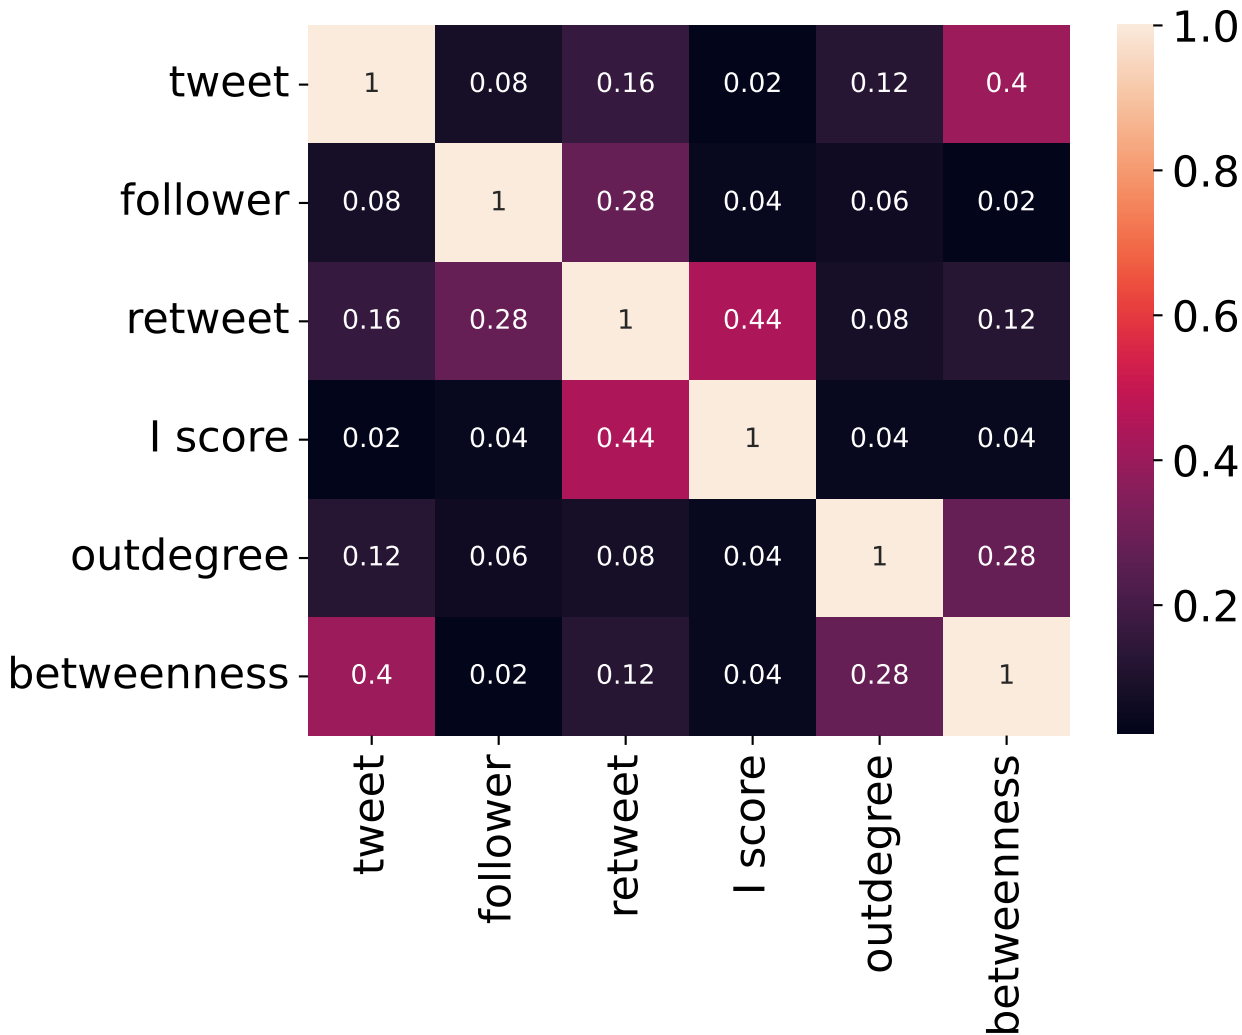 tweet 1 0.08 0.16 0.02 0.12 0.4
follower 0.08 1 0.28 0.04 0.06 0.02
retweet 0.16 0.28 1 0.44 0.08 0.12
I score 0.02 0.04 0.44 1 0.04 0.04
outdegree 0.12 0.06 0.08 0.04 1 0.28
betweenness 0.4 0.02 0.12 0.04 0.28 1
tweet
follower
retweet
I score
outdegree
betweenness
1.0
0.8
0.6
0.4
0.2